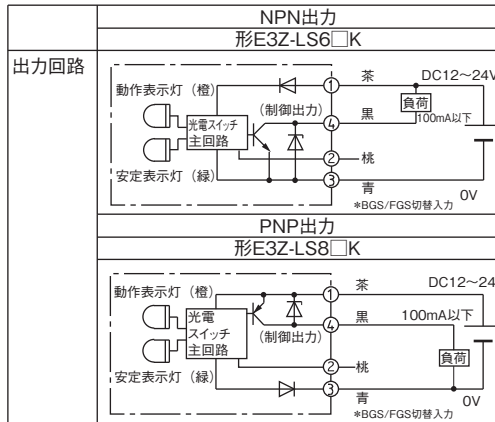 NPN出力
形E3Z-LS6□K
出力回路
動作表示灯（橙）
光電スイッチ
主回路
安定表示灯（緑）
（制御出力）
①
④
②
③
茶
黒
桃
青
DC12～24V
負荷
100mA以下
0V
*BGS/FGS切替入力
PNP出力
形E3Z-LS8□K
動作表示灯（橙）
光電
スイッチ
主回路
安定表示灯（緑）
（制御出力）
①
④
②
③
茶
黒
桃
青
DC12～24
100mA以下
負荷
0V
*BGS/FGS切替入力